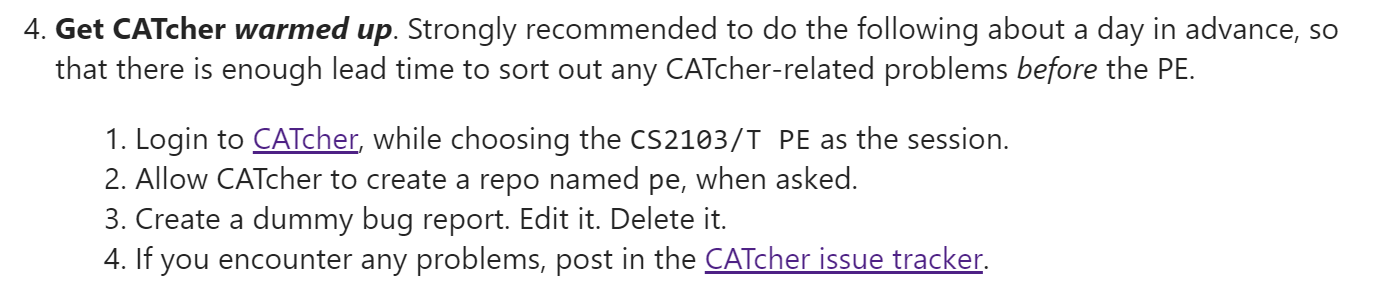 4. Get CATcher warmed up. Strongly recommended to do the following about a day in advance, so
that there is enough lead time to sort out any CATcher-related problems before the PE.
1. Login to CATcher, while choosing the CS2103/T PE as the session.
2. Allow CATcher to create a repo named pe, when asked.
3. Create a dummy bug report. Edit it. Delete it.
4. If you encounter any problems, post in the CATcher issue tracker.